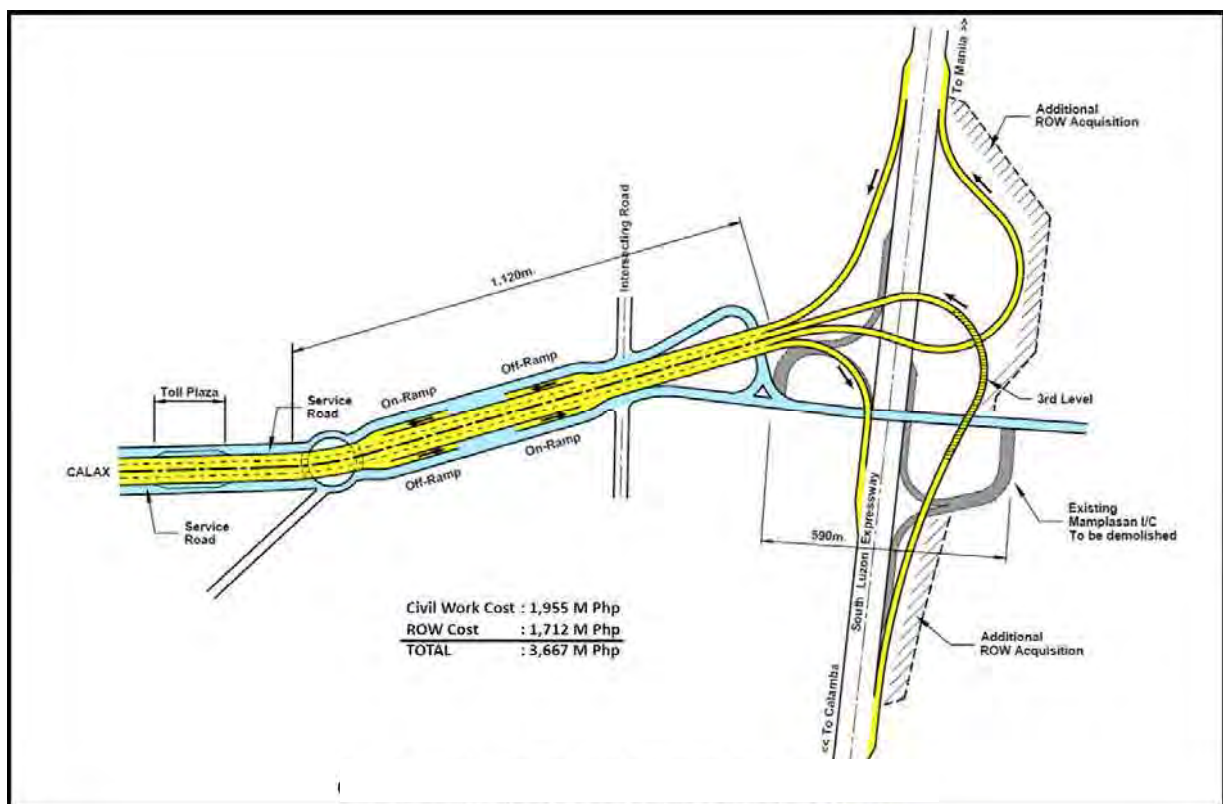 To Manila >>
Additional
ROW Acquisition
Intersecting Road
1,120m.
Off-Ramp
On-Ramp
Toll Plaza
Service
Road
3rd Level
CALAX
On-Ramp
Off-Ramp
Service
Road
Existing
Mamplasan I/C
To be demolished
590m.
South Luzon Expressway
Civil Work Cost : 1,955 M Php
ROW Cost : 1,712 M Php
TOTAL : 3,667 M Php
Additional
ROW Acquisition
<< To Calamba